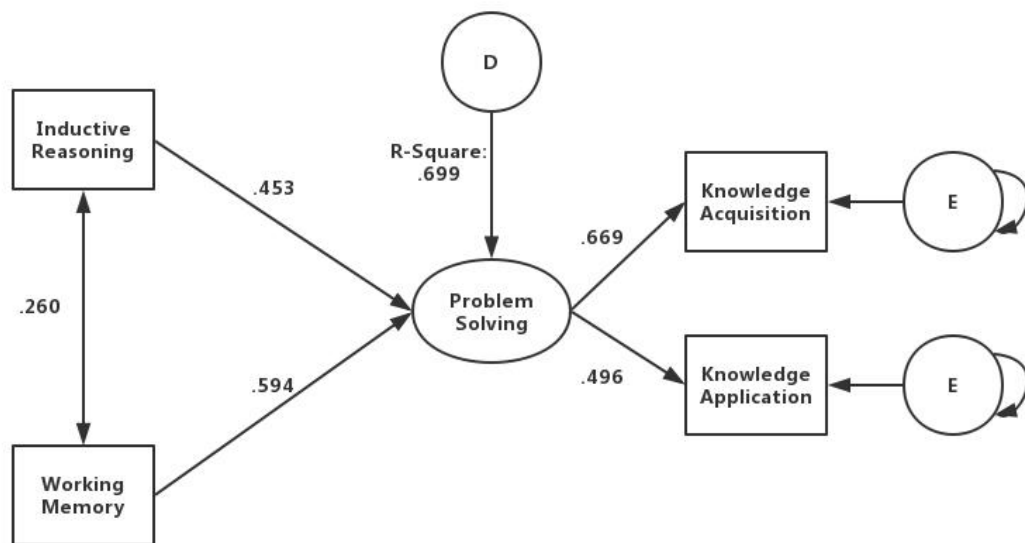 D
Inductive
Reasoning
R-Square:
.699
.453
Knowledge
Acquisition
E
.669
.260
Problem
Solving
.594
.496
Knowledge
Application
E
Working
Memory